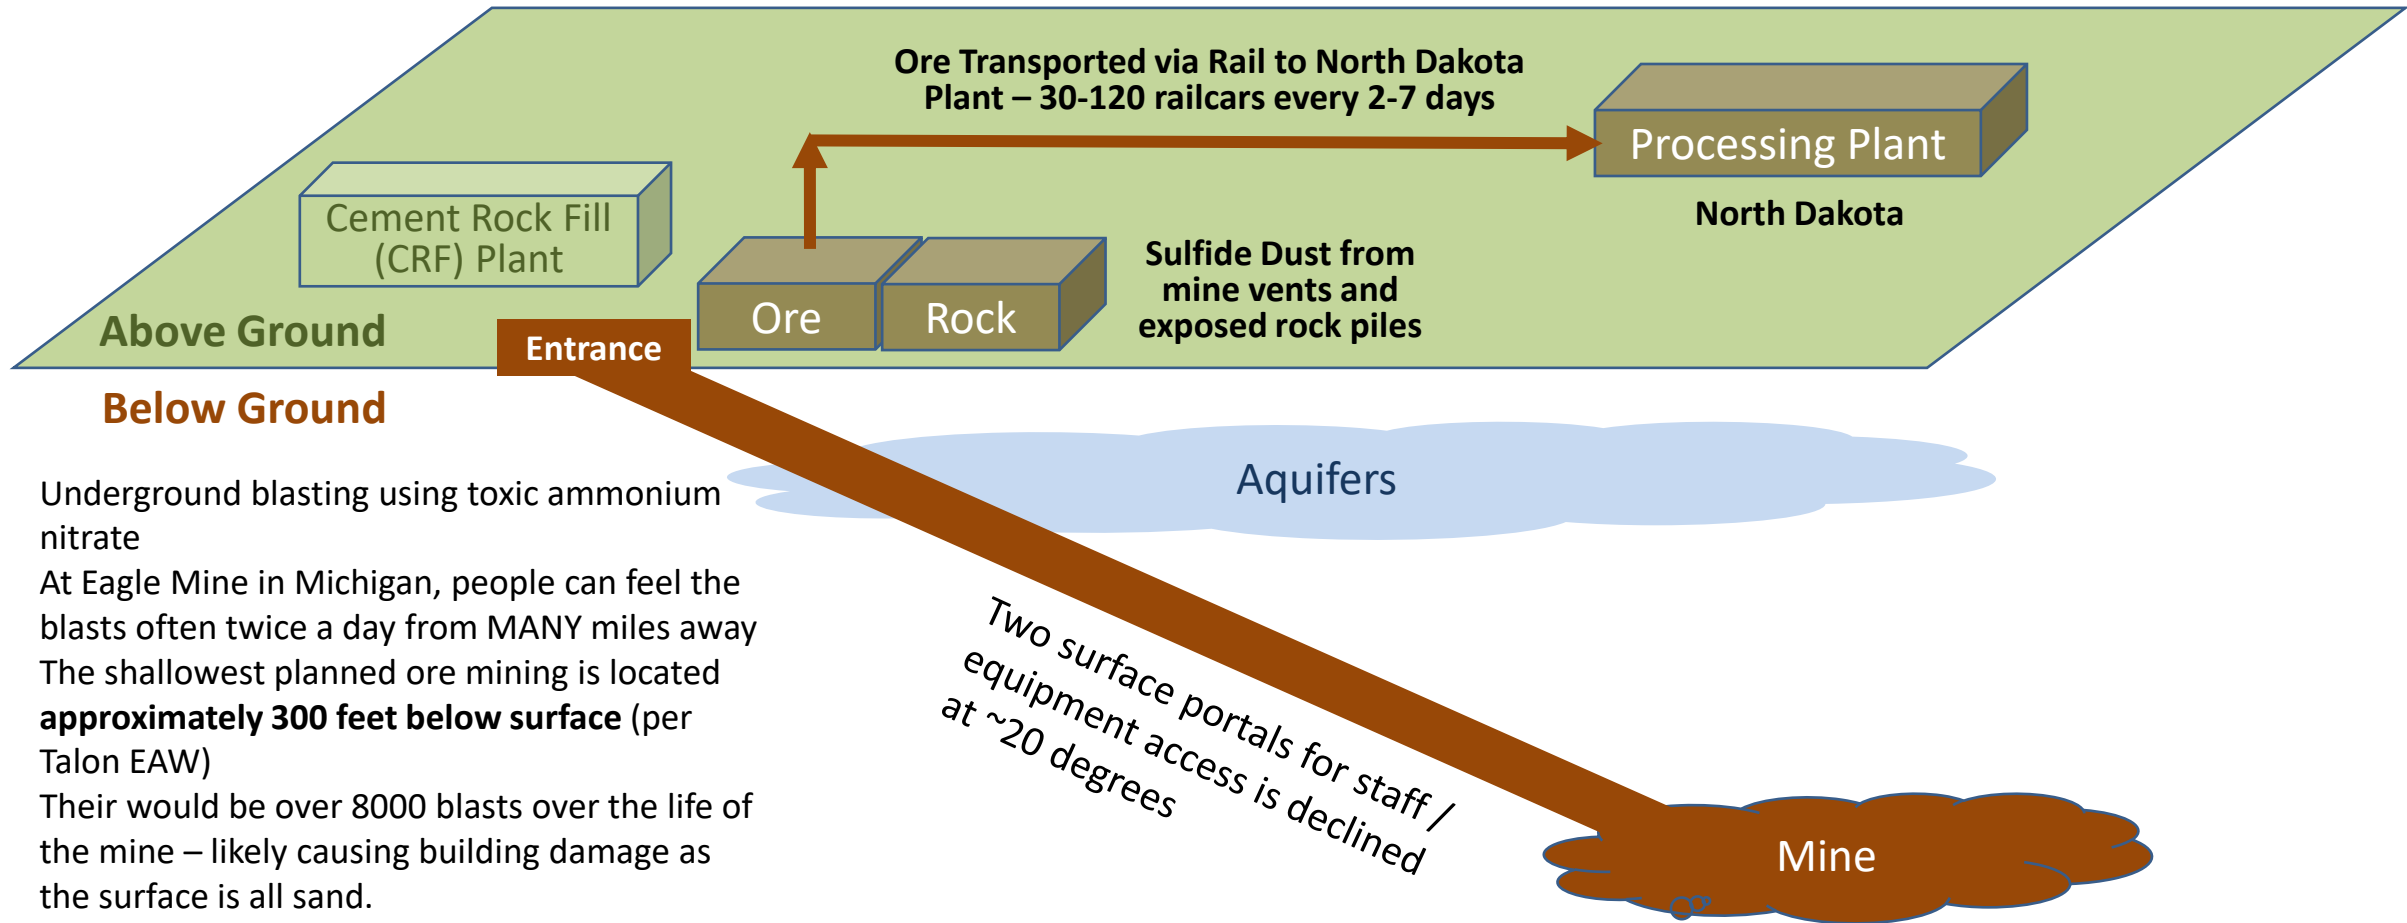 Ore Transported via Rail to North Dakota
Plant – 30-120 railcars every 2-7 days
Processing Plant
North Dakota
Cement Rock Fill
(CRF) Plant
Ore
Rock
Sulfide Dust from
mine vents and
exposed rock piles
Above Ground
Entrance
Below Ground
Aquifers
Underground blasting using toxic ammonium
nitrate
At Eagle Mine in Michigan, people can feel the
blasts often twice a day from MANY miles away
The shallowest planned ore mining is located
approximately 300 feet below surface (per
Talon EAW)
Their would be over 8000 blasts over the life of
the mine – likely causing building damage as
the surface is all sand.
Two surface portals for staff /
equipment access is declined
at ~20 degrees
Mine